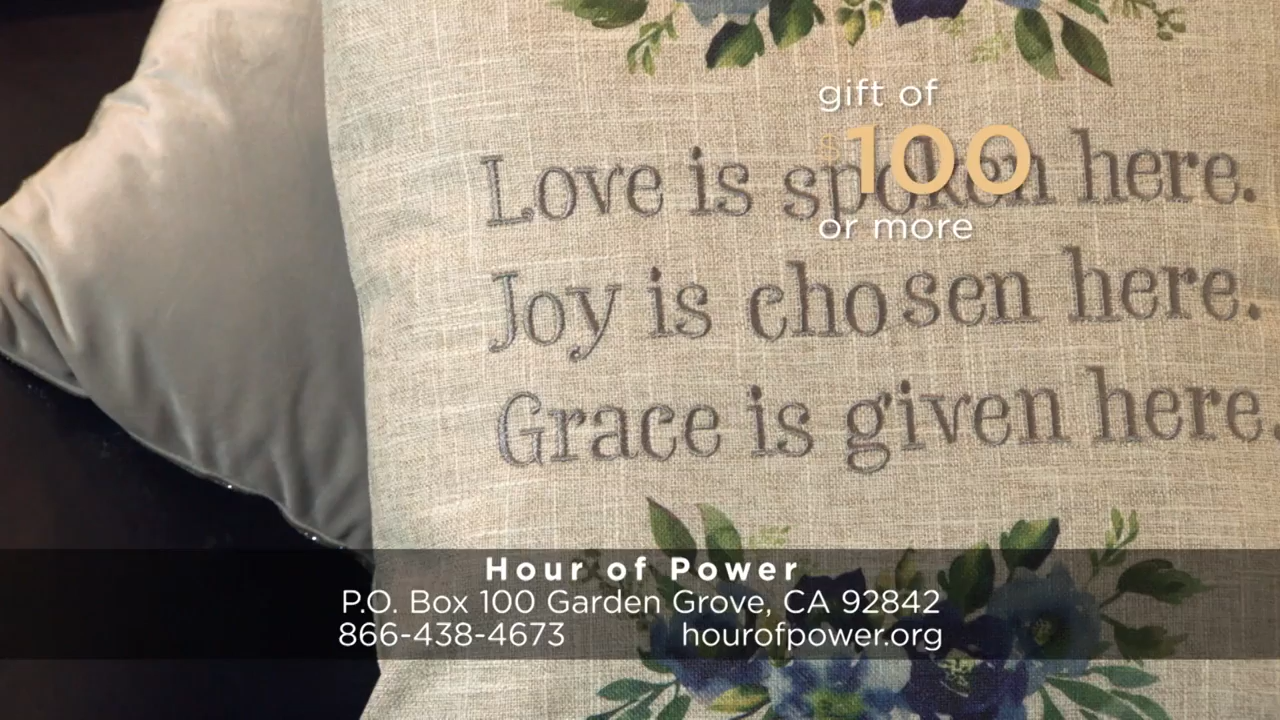 gift of
$100
or more
Love is spoken here.
Joy is chosen here.
Grace is given here.
Hour of Power
P.O. Box 100 Garden Grove, CA 92842
866-438-4673 hourofpower.org